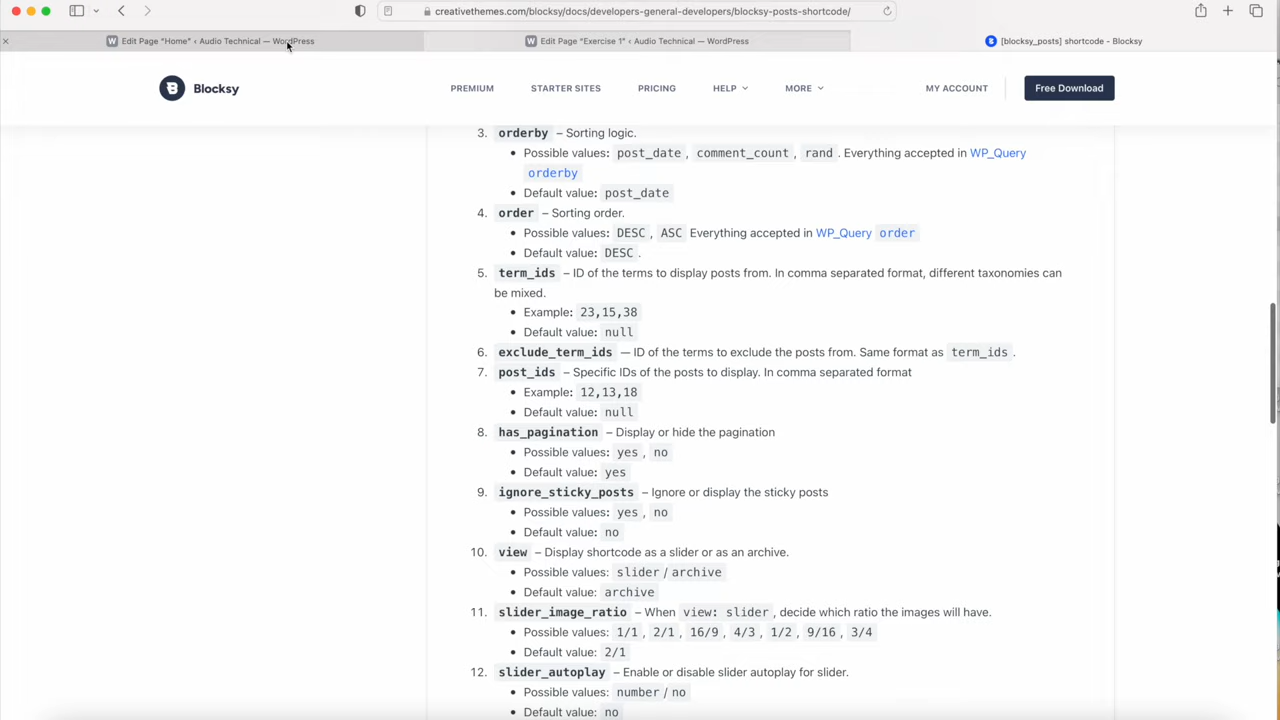 creativethemes.com/blocksy/docs/developers-general-developers/blocksy-posts-shortcode/
Edit Page "Home" ‹ Audio Technical — WordPress
Edit Page "Exercise 1" ‹ Audio Technical — WordPress
[blocksy_posts] shortcode - Blocksy
Blocksy
PREMIUM
STARTER SITES
PRICING
HELP
MORE
MY ACCOUNT
Free Download
3. orderby – Sorting logic.
• Possible values: post_date , comment_count , rand . Everything accepted in WP_Query
orderby
• Default value: post_date
4. order – Sorting order.
• Possible values: DESC , ASC Everything accepted in WP_Query order
• Default value: DESC .
5. term_ids – ID of the terms to display posts from. In comma separated format, different taxonomies can
be mixed.
• Example: 23,15,38
• Default value: null
6. exclude_term_ids — ID of the terms to exclude the posts from. Same format as term_ids .
7. post_ids – Specific IDs of the posts to display. In comma separated format
• Example: 12,13,18
• Default value: null
8. has_pagination – Display or hide the pagination
• Possible values: yes , no
• Default value: yes
9. ignore_sticky_posts – Ignore or display the sticky posts
• Possible values: yes , no
• Default value: no
10. view – Display shortcode as a slider or as an archive.
• Possible values: slider / archive
• Default value: archive
11. slider_image_ratio – When view: slider , decide which ratio the images will have.
• Possible values: 1/1 , 2/1 , 16/9 , 4/3 , 1/2 , 9/16 , 3/4
• Default value: 2/1
12. slider_autoplay – Enable or disable slider autoplay for slider.
• Possible values: number / no
• Default value: no